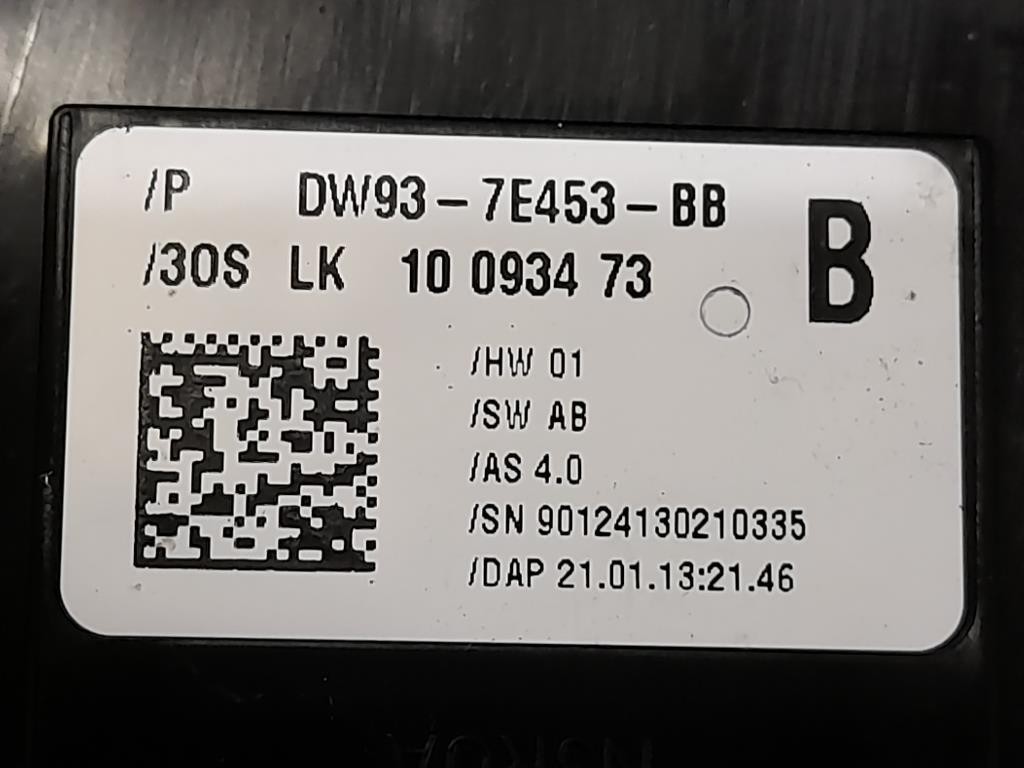 /P DW93-7E453-BB
B
/3OS LK 10 0934 73
/HW 01
/SW AB
/AS 4.0
/SN 90124130210335
/DAP 21.01.13:21.46